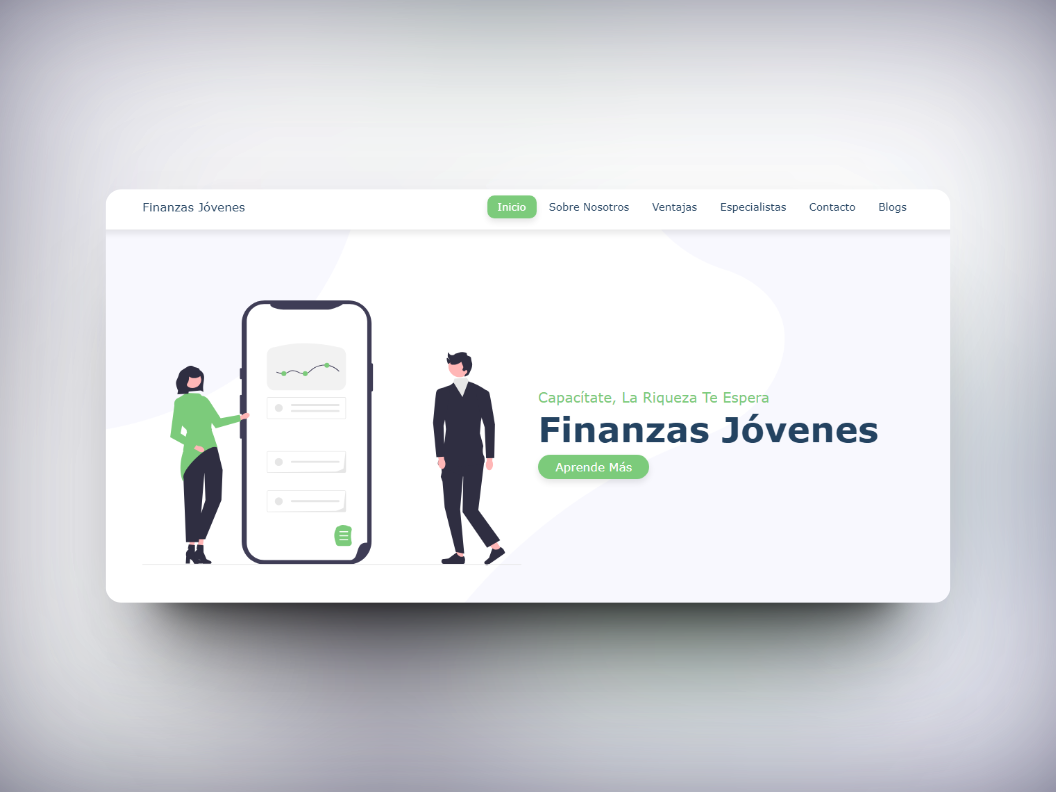 Finanzas Jóvenes
Inicio Sobre Nosotros Ventajas Especialistas Contacto Blogs
Capacítate, La Riqueza Te Espera
Finanzas Jóvenes
Aprende Más